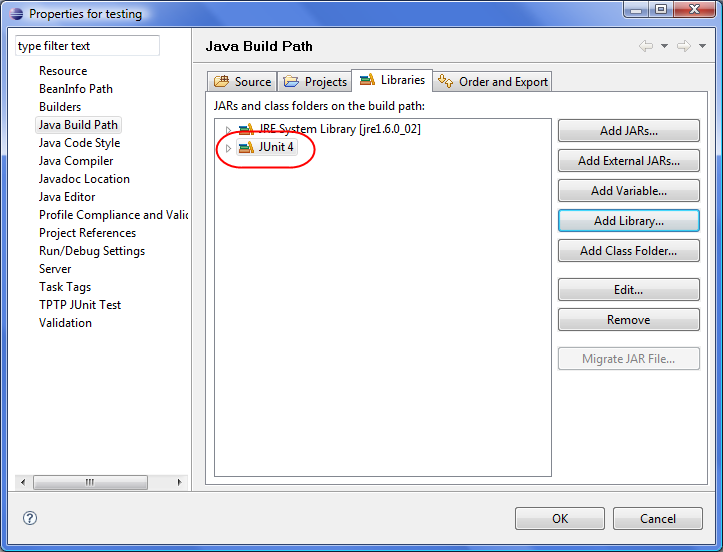 Properties for testing
type filter text
Resource
BeanInfo Path
Builders
Java Build Path
Java Code Style
Java Compiler
Javadoc Location
Java Editor
Profile Compliance and Valid
Project References
Run/Debug Settings
Server
Task Tags
TPTP JUnit Test
Validation
Java Build Path
Source Projects Libraries Order and Export
JARs and class folders on the build path:
JRE System Library [jre1.6.0_02]
JUnit 4
Add JARs...
Add External JARs...
Add Variable...
Add Library...
Add Class Folder...
Edit...
Remove
Migrate JAR File...
OK Cancel